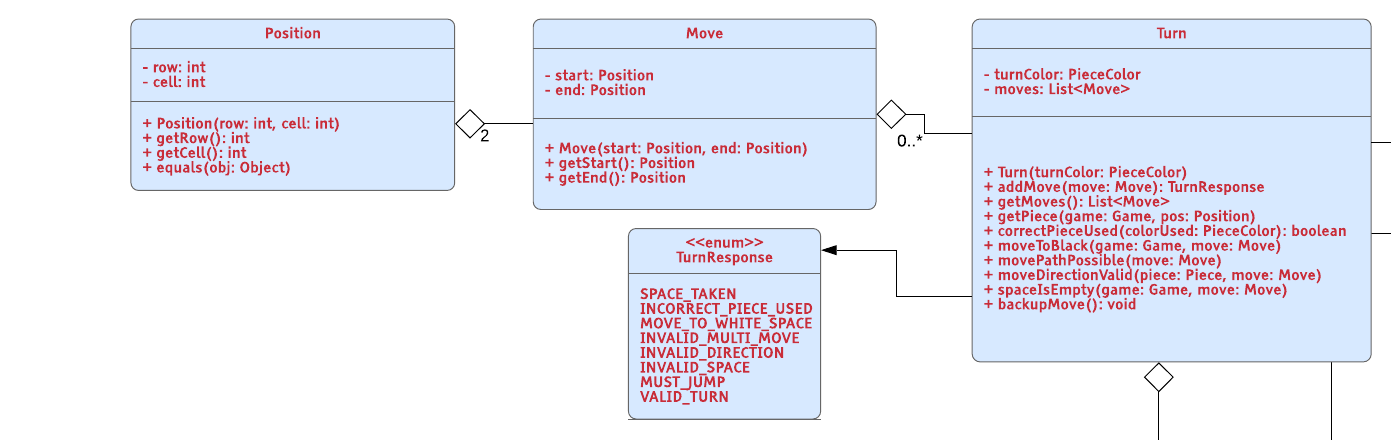 Position
- row: int
- cell: int
+ Position(row: int, cell: int)
+ getRow(): int
+ getCell(): int
+ equals(obj: Object)
2
Move
- start: Position
- end: Position
+ Move(start: Position, end: Position)
+ getStart(): Position
+ getEnd(): Position
0..*
Turn
- turnColor: PieceColor
- moves: List<Move>
+ Turn(turnColor: PieceColor)
+ addMove(move: Move): TurnResponse
+ getMoves(): List<Move>
+ getPiece(game: Game, pos: Position)
+ correctPieceUsed(colorUsed: PieceColor): boolean
+ moveToBlack(game: Game, move: Move)
+ movePathPossible(move: Move)
+ moveDirectionValid(piece: Piece, move: Move)
+ spaceIsEmpty(game: Game, move: Move)
+ backupMove(): void
<<enum>>
TurnResponse
SPACE_TAKEN
INCORRECT_PIECE_USED
MOVE_TO_WHITE_SPACE
INVALID_MULTI_MOVE
INVALID_DIRECTION
INVALID_SPACE
MUST_JUMP
VALID_TURN